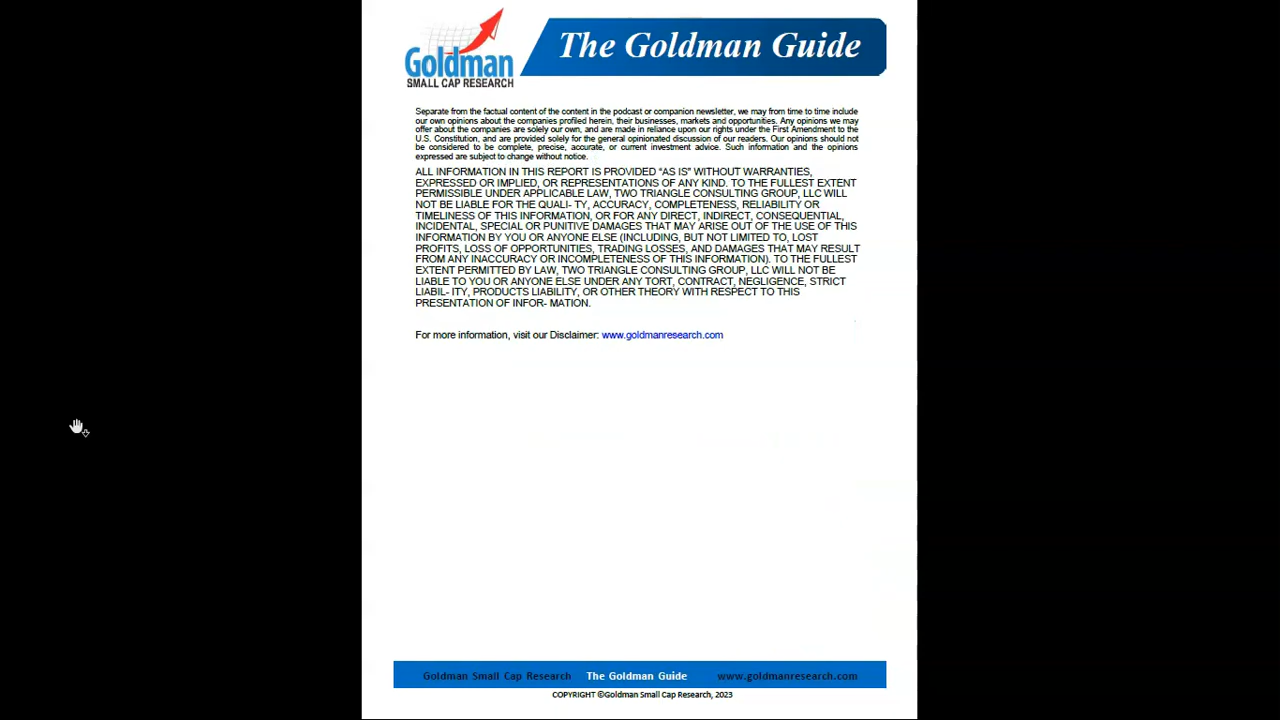 Goldman
SMALL CAP RESEARCH
The Goldman Guide
Separate from the factual content of the content in the podcast or companion newsletter, we may from time to time include
our own opinions about the companies profiled herein, their businesses, markets and opportunities. Any opinions we may
offer about the companies are solely our own, and are made in reliance upon our rights under the First Amendment to the
U.S. Constitution, and are provided solely for the general opinionated discussion of our readers. Our opinions should not
be considered to be complete, precise, accurate, or current investment advice. Such information and the opinions
expressed are subject to change without notice.
ALL INFORMATION IN THIS REPORT IS PROVIDED “AS IS” WITHOUT WARRANTIES,
EXPRESSED OR IMPLIED, OR REPRESENTATIONS OF ANY KIND. TO THE FULLEST EXTENT
PERMISSIBLE UNDER APPLICABLE LAW, TWO TRIANGLE CONSULTING GROUP, LLC WILL
NOT BE LIABLE FOR THE QUALI- TY, ACCURACY, COMPLETENESS, RELIABILITY OR
TIMELINESS OF THIS INFORMATION, OR FOR ANY DIRECT, INDIRECT, CONSEQUENTIAL,
INCIDENTAL, SPECIAL OR PUNITIVE DAMAGES THAT MAY ARISE OUT OF THE USE OF THIS
INFORMATION BY YOU OR ANYONE ELSE (INCLUDING, BUT NOT LIMITED TO, LOST
PROFITS, LOSS OF OPPORTUNITIES, TRADING LOSSES, AND DAMAGES THAT MAY RESULT
FROM ANY INACCURACY OR INCOMPLETENESS OF THIS INFORMATION). TO THE FULLEST
EXTENT PERMITTED BY LAW, TWO TRIANGLE CONSULTING GROUP, LLC WILL NOT BE
LIABLE TO YOU OR ANYONE ELSE UNDER ANY TORT, CONTRACT, NEGLIGENCE, STRICT
LIABIL- ITY, PRODUCTS LIABILITY, OR OTHER THEORY WITH RESPECT TO THIS
PRESENTATION OF INFOR- MATION.
For more information, visit our Disclaimer: www.goldmanresearch.com
Goldman Small Cap Research The Goldman Guide www.goldmanresearch.com
COPYRIGHT ©Goldman Small Cap Research, 2023